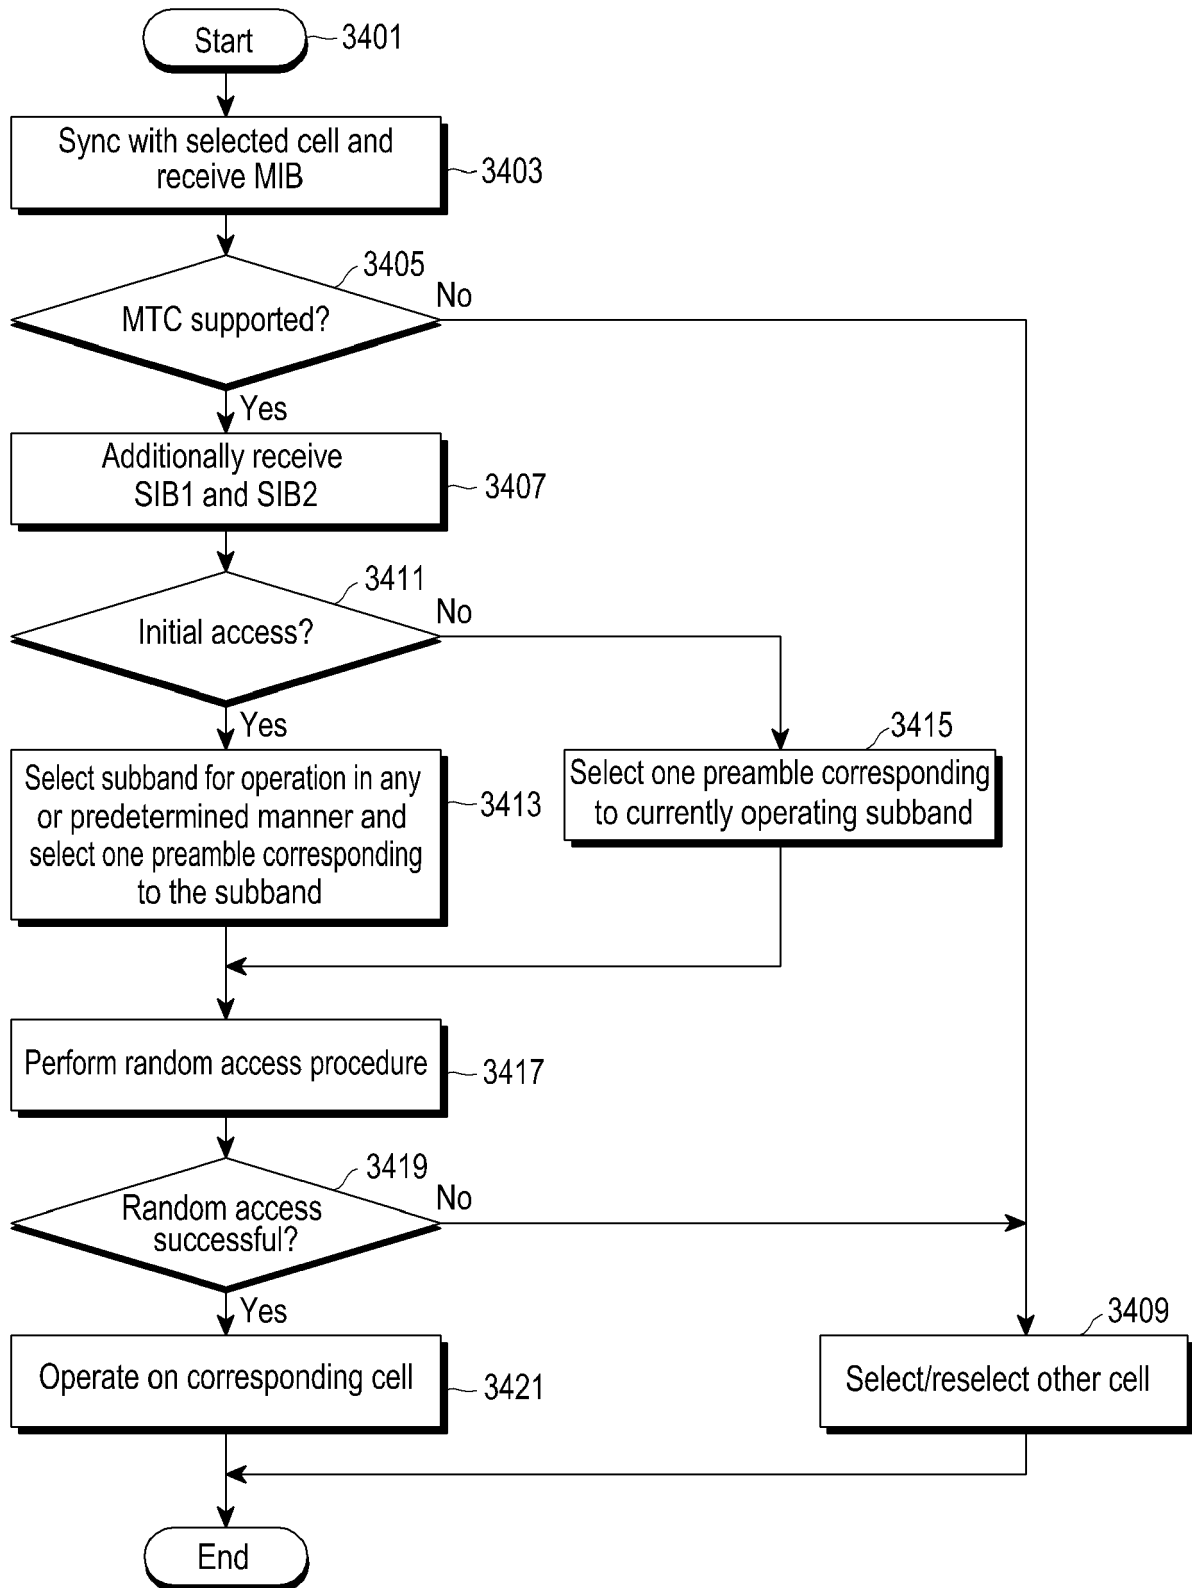 Start
3401
Sync with selected cell and
receive MIB
3403
3405
MTC supported?
No
Yes
Additionally receive
SIB1 and SIB2
3407
3411
Initial access?
No
Yes
Select subband for operation in any
or predetermined manner and
select one preamble corresponding
to the subband
3413
3415
Select one preamble corresponding
to currently operating subband
Perform random access procedure
3417
3419
Random access
successful?
No
Yes
Operate on corresponding cell
3421
3409
Select/reselect other cell
End